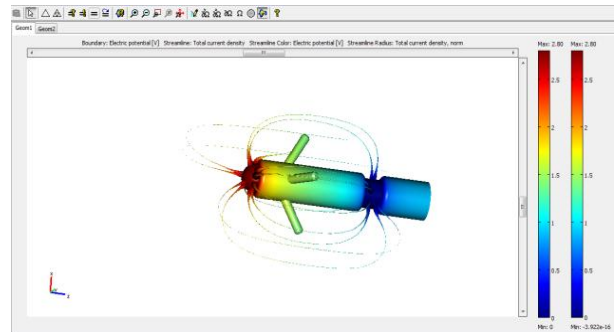 Geom1 Geom2
Boundary: Electric potential [V] Streamline: Total current density Streamline Color: Electric potential [V] Streamline Radius: Total current density, norm
Max: 2.80 Max: 2.80
2.5 2.5
2 2
1.5 1.5
1 1
0.5 0.5
0 0
Min: 0 Min: -3.922e-16
z